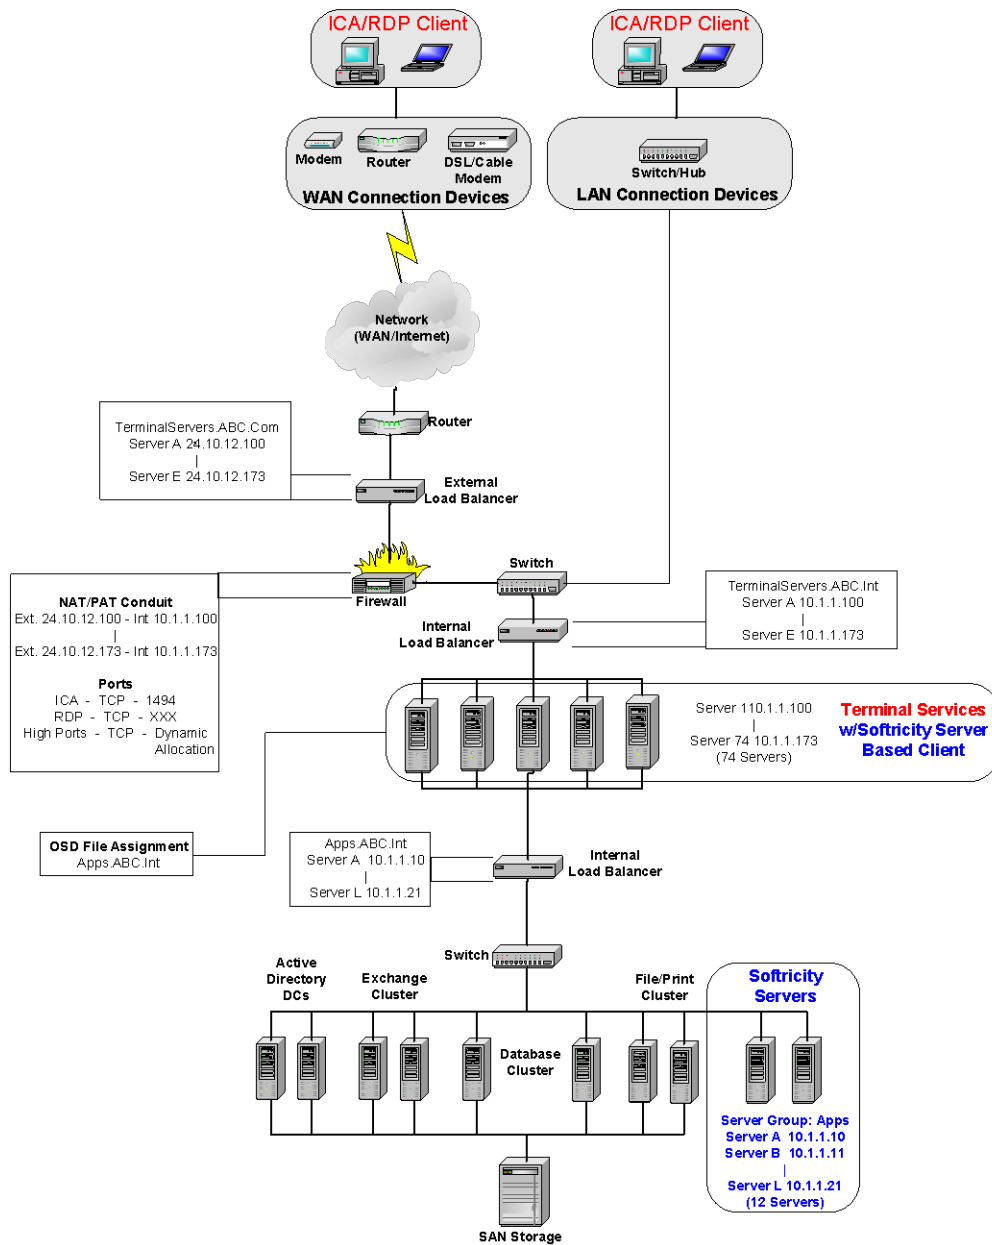 ICA/RDP Client
ICA/RDP Client
Modem
Router
DSL/Cable
Modem
WAN Connection Devices
Switch/Hub
LAN Connection Devices
Network
(WAN/Internet)
Router
TerminalServers.ABC.Com
Server A 24.10.12.100
|
Server E 24.10.12.173
External
Load Balancer
Switch
Firewall
NAT/PAT Conduit
Ext. 24.10.12.100 - Int 10.1.1.100
|
Ext. 24.10.12.173 - Int 10.1.1.173
Ports
ICA - TCP - 1494
RDP - TCP - XXX
High Ports - TCP - Dynamic
Allocation
Internal
Load Balancer
TerminalServers.ABC.Int
Server A 10.1.1.100
|
Server E 10.1.1.173
Server 110.1.1.100
|
Server 74 10.1.1.173
(74 Servers)
Terminal Services
w/Softricity Server
Based Client
OSD File Assignment
Apps.ABC.Int
Apps.ABC.Int
Server A 10.1.1.10
|
Server L 10.1.1.21
Internal
Load Balancer
Switch
Active
Directory
DCs
Exchange
Cluster
Database
Cluster
File/Print
Cluster
Softricity
Servers
Server Group: Apps
Server A 10.1.1.10
Server B 10.1.1.11
|
Server L 10.1.1.21
(12 Servers)
SAN Storage